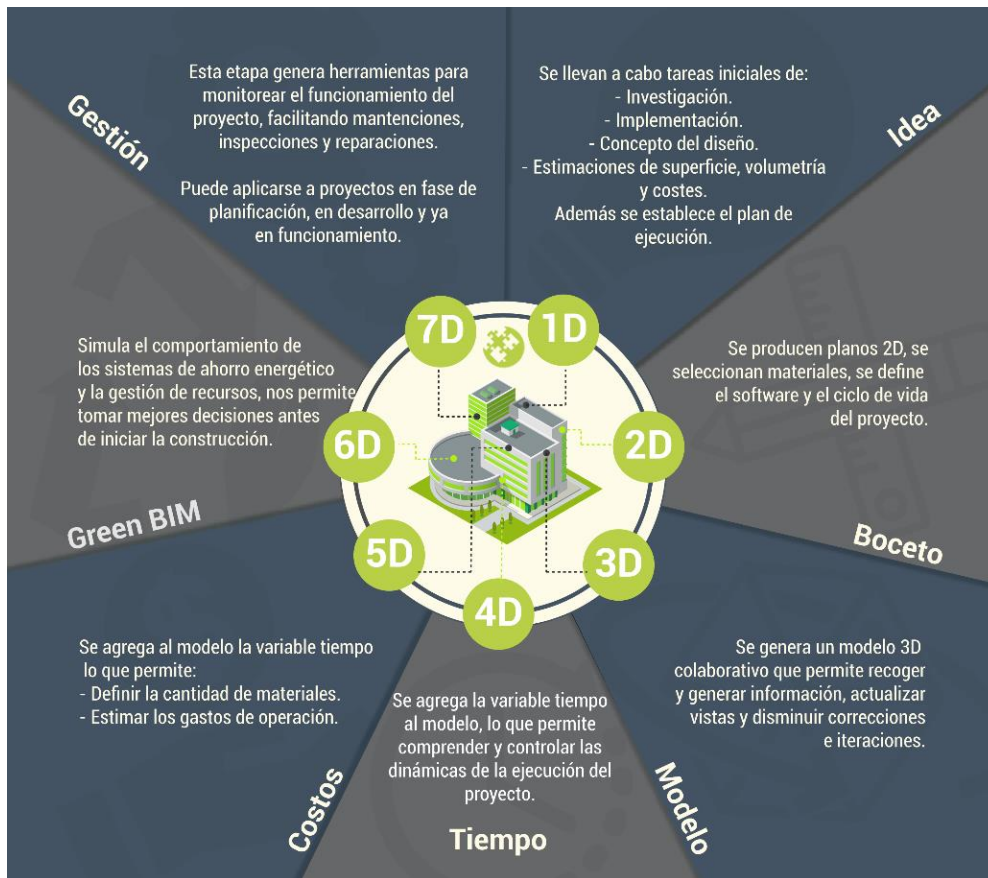 Idea
Se llevan a cabo tareas iniciales de:
- Investigación.
- Implementación.
- Concepto del diseño.
- Estimaciones de superficie, volumetría
y costes.
Además se establece el plan de
ejecución.
1D
Se producen planos 2D, se
seleccionan materiales, se define
el software y el ciclo de vida
del proyecto.
2D
Boceto
Se genera un modelo 3D
colaborativo que permite recoger
y generar información, actualizar
vistas y disminuir correcciones
e iteraciones.
3D
Modelo
4D
Se agrega la variable tiempo
al modelo, lo que permite
comprender y controlar las
dinámicas de la ejecución del
proyecto.
Tiempo
5D
Se agrega al modelo la variable tiempo
lo que permite:
- Definir la cantidad de materiales.
- Estimar los gastos de operación.
Costos
6D
Simula el comportamiento de
los sistemas de ahorro energético
y la gestión de recursos, nos permite
tomar mejores decisiones antes
de iniciar la construcción.
Green BIM
7D
Esta etapa genera herramientas para
monitorear el funcionamiento del
proyecto, facilitando mantenciones,
inspecciones y reparaciones.
Puede aplicarse a proyectos en fase de
planificación, en desarrollo y ya
en funcionamiento.
Gestión